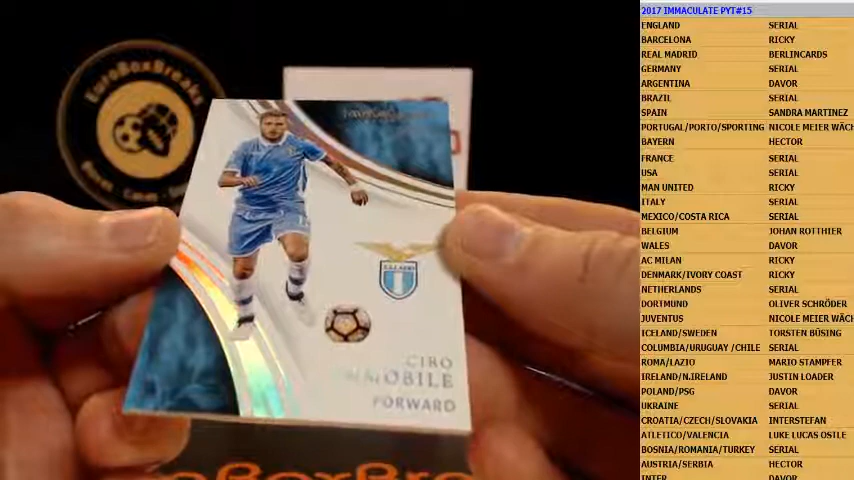 EuroBoxBreaks
CIRO
IMMOBILE
FORWARD
2017 IMMACULATE PYT#15
ENGLAND SERIAL
BARCELONA RICKY
REAL MADRID BERLINCARDS
GERMANY SERIAL
ARGENTINA DAVOR
BRAZIL SERIAL
SPAIN SANDRA MARTINEZ
PORTUGAL/PORTO/SPORTING NICOLE MEIER WÄCH
BAYERN HECTOR
FRANCE SERIAL
USA SERIAL
MAN UNITED RICKY
ITALY SERIAL
MEXICO/COSTA RICA SERIAL
BELGIUM JOHAN ROTTHIER
WALES DAVOR
AC MILAN RICKY
DENMARK/IVORY COAST RICKY
NETHERLANDS SERIAL
DORTMUND OLIVER SCHRÖDER
JUVENTUS NICOLE MEIER WÄCH
ICELAND/SWEDEN TORSTEN BÜSING
COLUMBIA/URUGUAY /CHILE SERIAL
ROMA/LAZIO MARIO STAMPFER
IRELAND/N.IRELAND JUSTIN LOADER
POLAND/PSG DAVOR
UKRAINE SERIAL
CROATIA/CZECH/SLOVAKIA INTERSTEFAN
ATLETICO/VALENCIA LUKE LUCAS OSTLE
BOSNIA/ROMANIA/TURKEY SERIAL
AUSTRIA/SERBIA HECTOR
INTER DAVOR